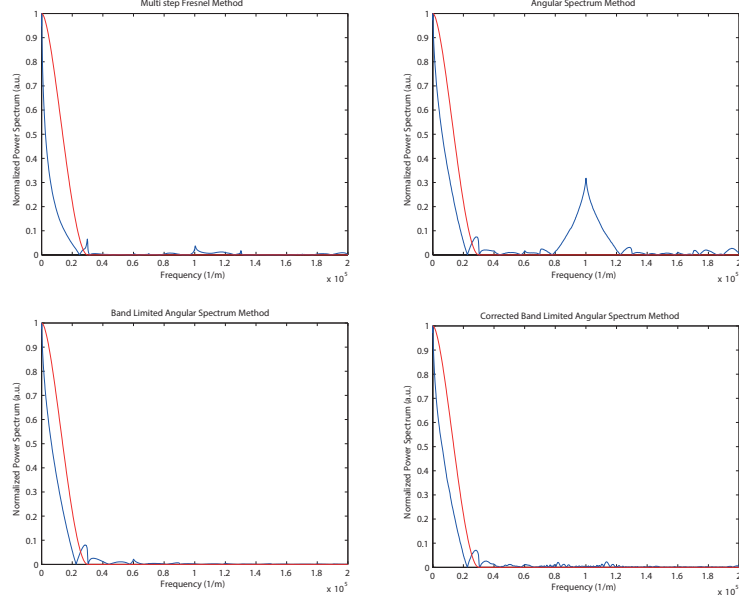 Multi step Fresnel Method
Normalized Power Spectrum (a.u.)
1
0.9
0.8
0.7
0.6
0.5
0.4
0.3
0.2
0.1
0
0 0.2 0.4 0.6 0.8 1 1.2 1.4 1.6 1.8 2
Frequency (1/m)
x 10^5
Angular Spectrum Method
Normalized Power Spectrum (a.u.)
1
0.9
0.8
0.7
0.6
0.5
0.4
0.3
0.2
0.1
0
0 0.2 0.4 0.6 0.8 1 1.2 1.4 1.6 1.8 2
Frequency (1/m)
x 10^5
Band Limited Angular Spectrum Method
Normalized Power Spectrum (a.u.)
1
0.9
0.8
0.7
0.6
0.5
0.4
0.3
0.2
0.1
0
0 0.2 0.4 0.6 0.8 1 1.2 1.4 1.6 1.8 2
Frequency (1/m)
x 10^5
Corrected Band Limited Angular Spectrum Method
Normalized Power Spectrum (a.u.)
1
0.9
0.8
0.7
0.6
0.5
0.4
0.3
0.2
0.1
0
0 0.2 0.4 0.6 0.8 1 1.2 1.4 1.6 1.8 2
Frequency (1/m)
x 10^5